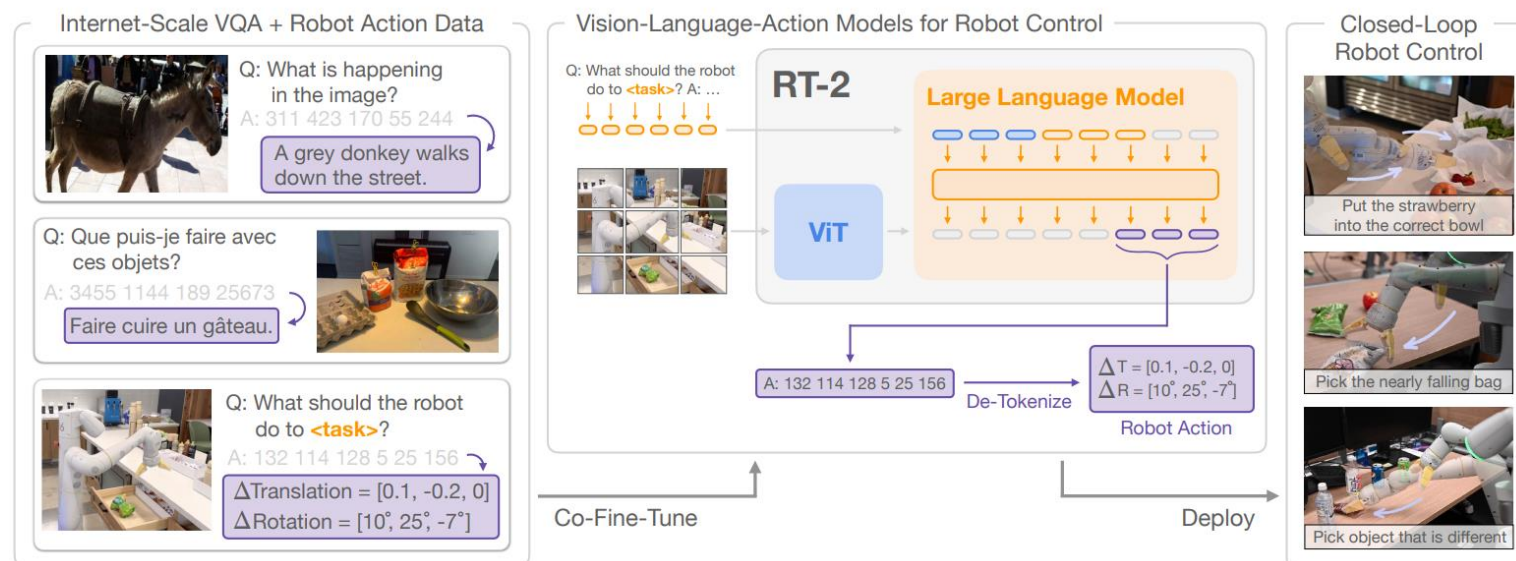 Internet-Scale VQA + Robot Action Data
Q: What is happening
in the image?
A: 311 423 170 55 244
A grey donkey walks
down the street.
Q: Que puis-je faire avec
ces objets?
A: 3455 1144 189 25673
Faire cuire un gâteau.
Q: What should the robot
do to <task>?
A: 132 114 128 5 25 156
ΔTranslation = [0.1, -0.2, 0]
ΔRotation = [10°, 25°, -7°]
Co-Fine-Tune
Vision-Language-Action Models for Robot Control
Q: What should the robot
do to <task>? A: …
RT-2
Large Language Model
ViT
A: 132 114 128 5 25 156
De-Tokenize
ΔT = [0.1, -0.2, 0]
ΔR = [10°, 25°, -7°]
Robot Action
Deploy
Closed-Loop
Robot Control
Put the strawberry
into the correct bowl
Pick the nearly falling bag
Pick object that is different